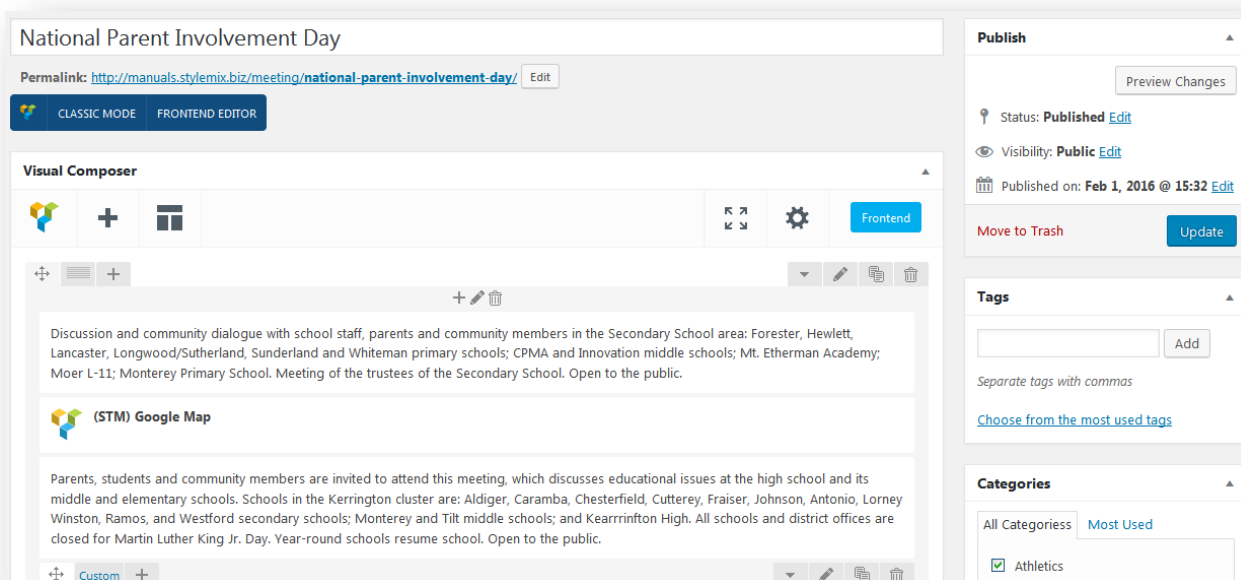 National Parent Involvement Day
Permalink: http://manuals.stylemix.biz/meeting/national-parent-involvement-day/ Edit
CLASSIC MODE FRONTEND EDITOR
Visual Composer
Frontend
Discussion and community dialogue with school staff, parents and community members in the Secondary School area: Forester, Hewlett,
Lancaster, Longwood/Sutherland, Sunderland and Whiteman primary schools; CPMA and Innovation middle schools; Mt. Etherman Academy;
Moer L-11; Monterey Primary School. Meeting of the trustees of the Secondary School. Open to the public.
(STM) Google Map
Parents, students and community members are invited to attend this meeting, which discusses educational issues at the high school and its
middle and elementary schools. Schools in the Kerrington cluster are: Aldiger, Caramba, Chesterfield, Cutterey, Fraiser, Johnson, Antonio, Lorney
Winston, Ramos, and Westford secondary schools; Monterey and Tilt middle schools; and Kearrrinfton High. All schools and district offices are
closed for Martin Luther King Jr. Day. Year-round schools resume school. Open to the public.
Custom
Publish
Preview Changes
Status: Published Edit
Visibility: Public Edit
Published on: Feb 1, 2016 @ 15:32 Edit
Move to Trash Update
Tags
Add
Separate tags with commas
Choose from the most used tags
Categories
All Categoriess Most Used
Athletics